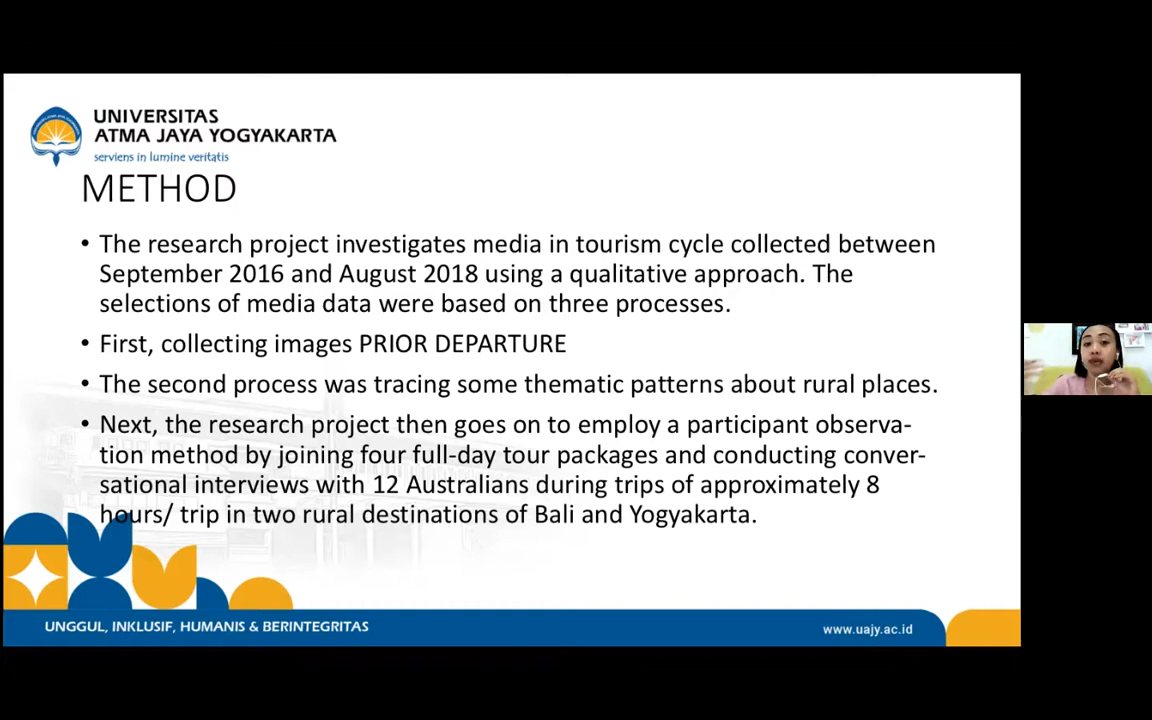 UNIVERSITAS
ATMA JAYA YOGYAKARTA
serviens in lumine veritatis
METHOD
• The research project investigates media in tourism cycle collected between
September 2016 and August 2018 using a qualitative approach. The
selections of media data were based on three processes.
• First, collecting images PRIOR DEPARTURE
• The second process was tracing some thematic patterns about rural places.
• Next, the research project then goes on to employ a participant observa-
tion method by joining four full-day tour packages and conducting conver-
sational interviews with 12 Australians during trips of approximately 8
hours/ trip in two rural destinations of Bali and Yogyakarta.
UNGGUL, INKLUSIF, HUMANIS & BERINTEGRITAS
www.uajy.ac.id